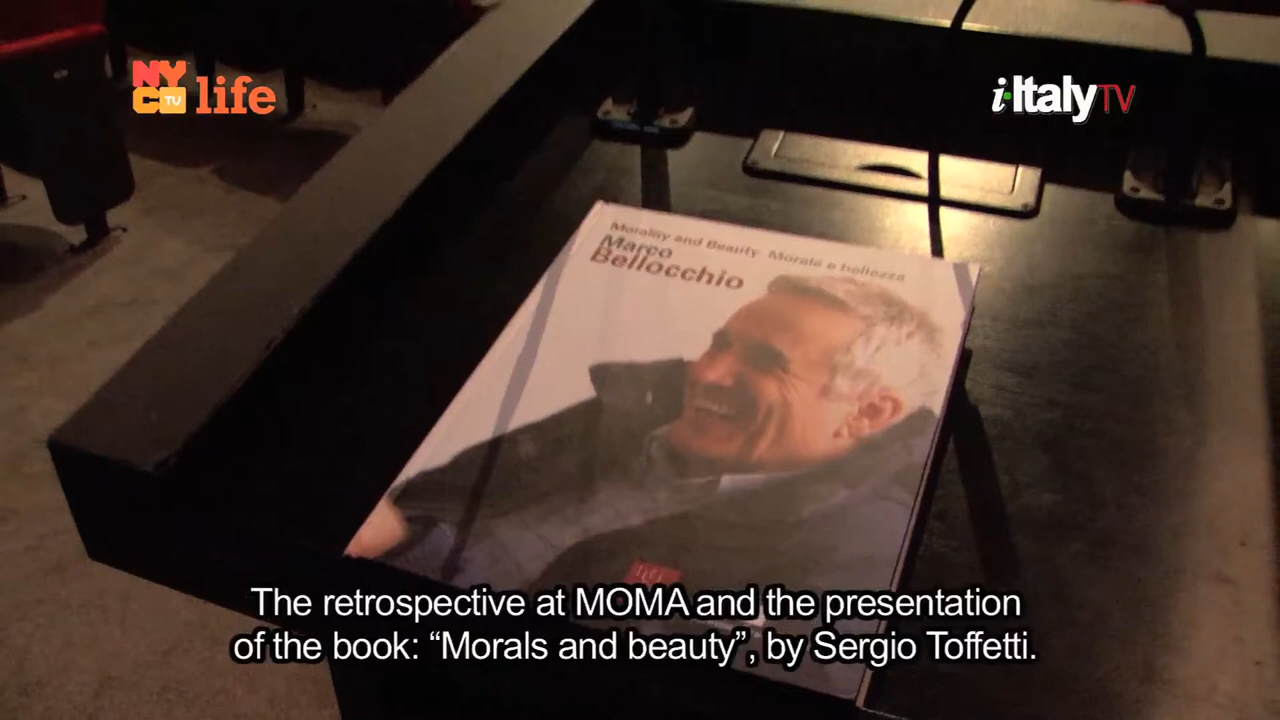 NYC TV life
i-Italy TV
Morality and Beauty Morale e bellezza
Marco
Bellocchio
The retrospective at MOMA and the presentation
of the book: “Morals and beauty”, by Sergio Toffetti.